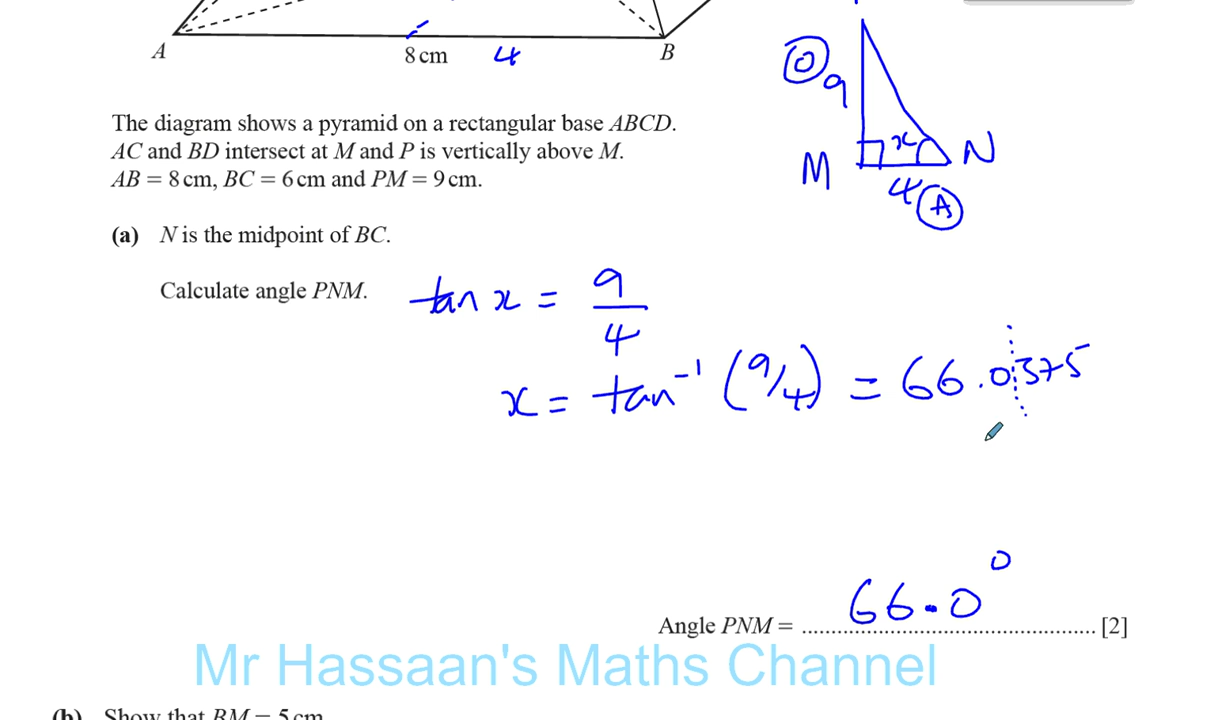 A
8 cm
4
B
O
9
x
N
M
4
A
The diagram shows a pyramid on a rectangular base ABCD.
AC and BD intersect at M and P is vertically above M.
AB = 8 cm, BC = 6 cm and PM = 9 cm.
(a) N is the midpoint of BC.
Calculate angle PNM.
tan x = 9/4
x = tan⁻¹ (9/4) = 66.0375
66.0°
Angle PNM = .................................................. [2]
Mr Hassaan's Maths Channel
(b) Show that BM = 5 cm